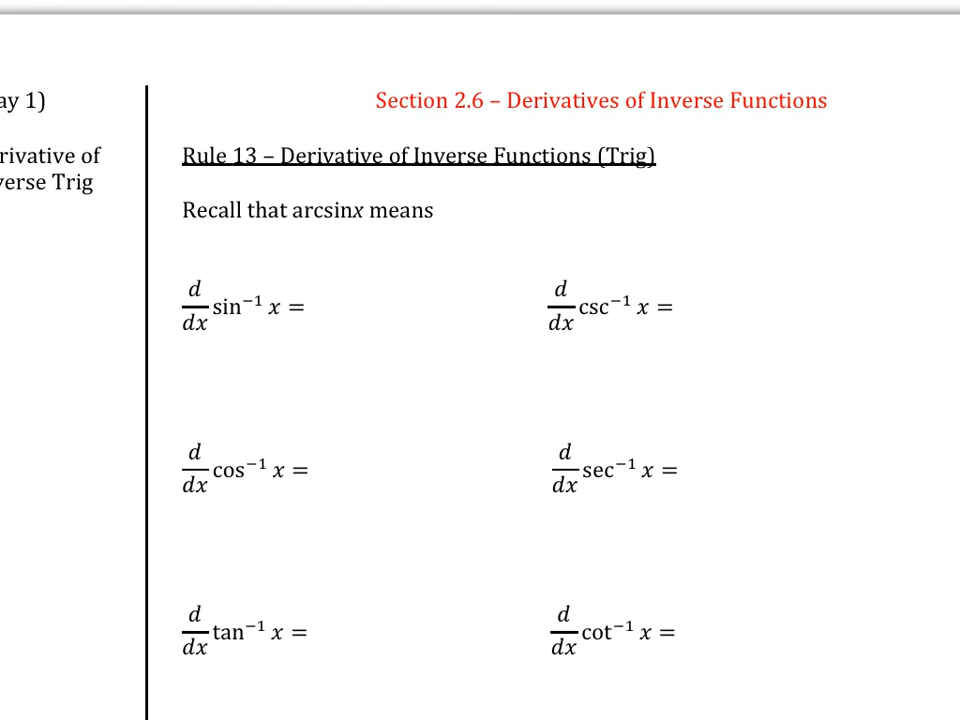 ay 1)
rivative of
verse Trig
Section 2.6 – Derivatives of Inverse Functions
Rule 13 – Derivative of Inverse Functions (Trig)
Recall that arcsinx means
d/dx sin⁻¹ x =
d/dx csc⁻¹ x =
d/dx cos⁻¹ x =
d/dx sec⁻¹ x =
d/dx tan⁻¹ x =
d/dx cot⁻¹ x =